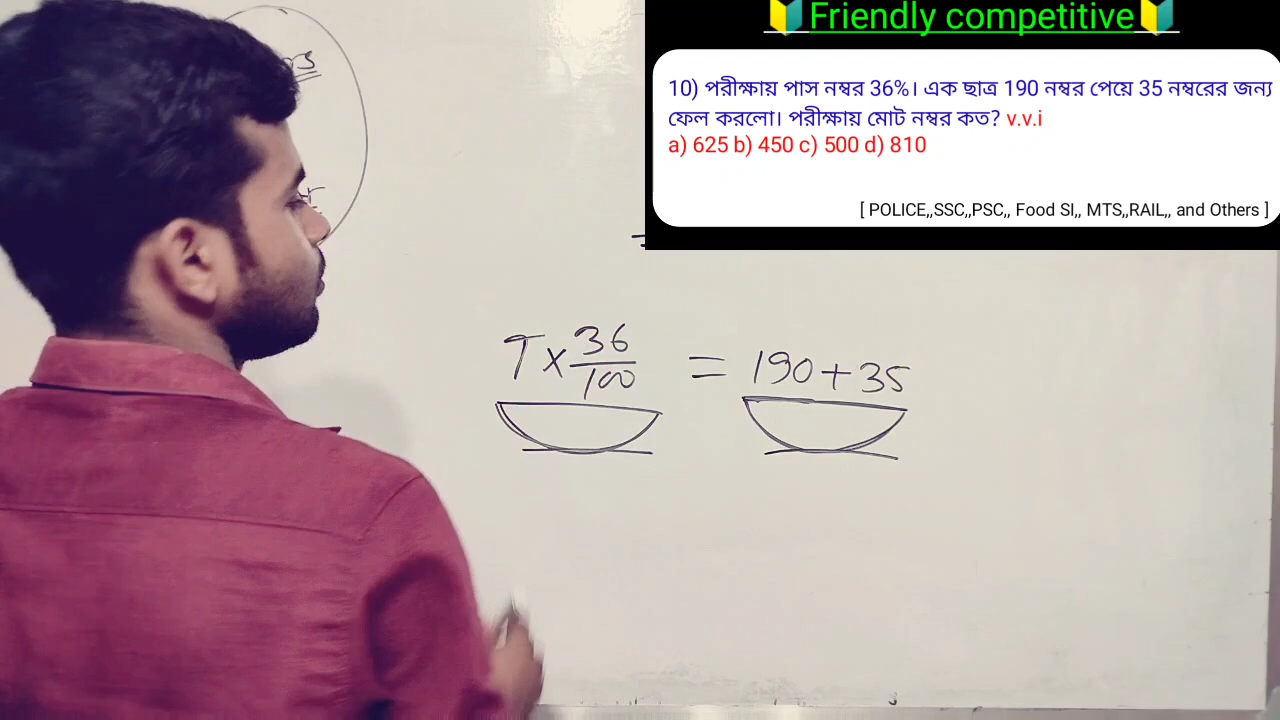 🔰Friendly competitive🔰
10) পরীক্ষায় পাস নম্বর 36%। এক ছাত্র 190 নম্বর পেয়ে 35 নম্বরের জন্য
ফেল করলো। পরীক্ষায় মোট নম্বর কত? v.v.i
a) 625 b) 450 c) 500 d) 810
[ POLICE,,SSC,,PSC,, Food SI,, MTS,,RAIL,, and Others ]
T × 36/100 = 190 + 35